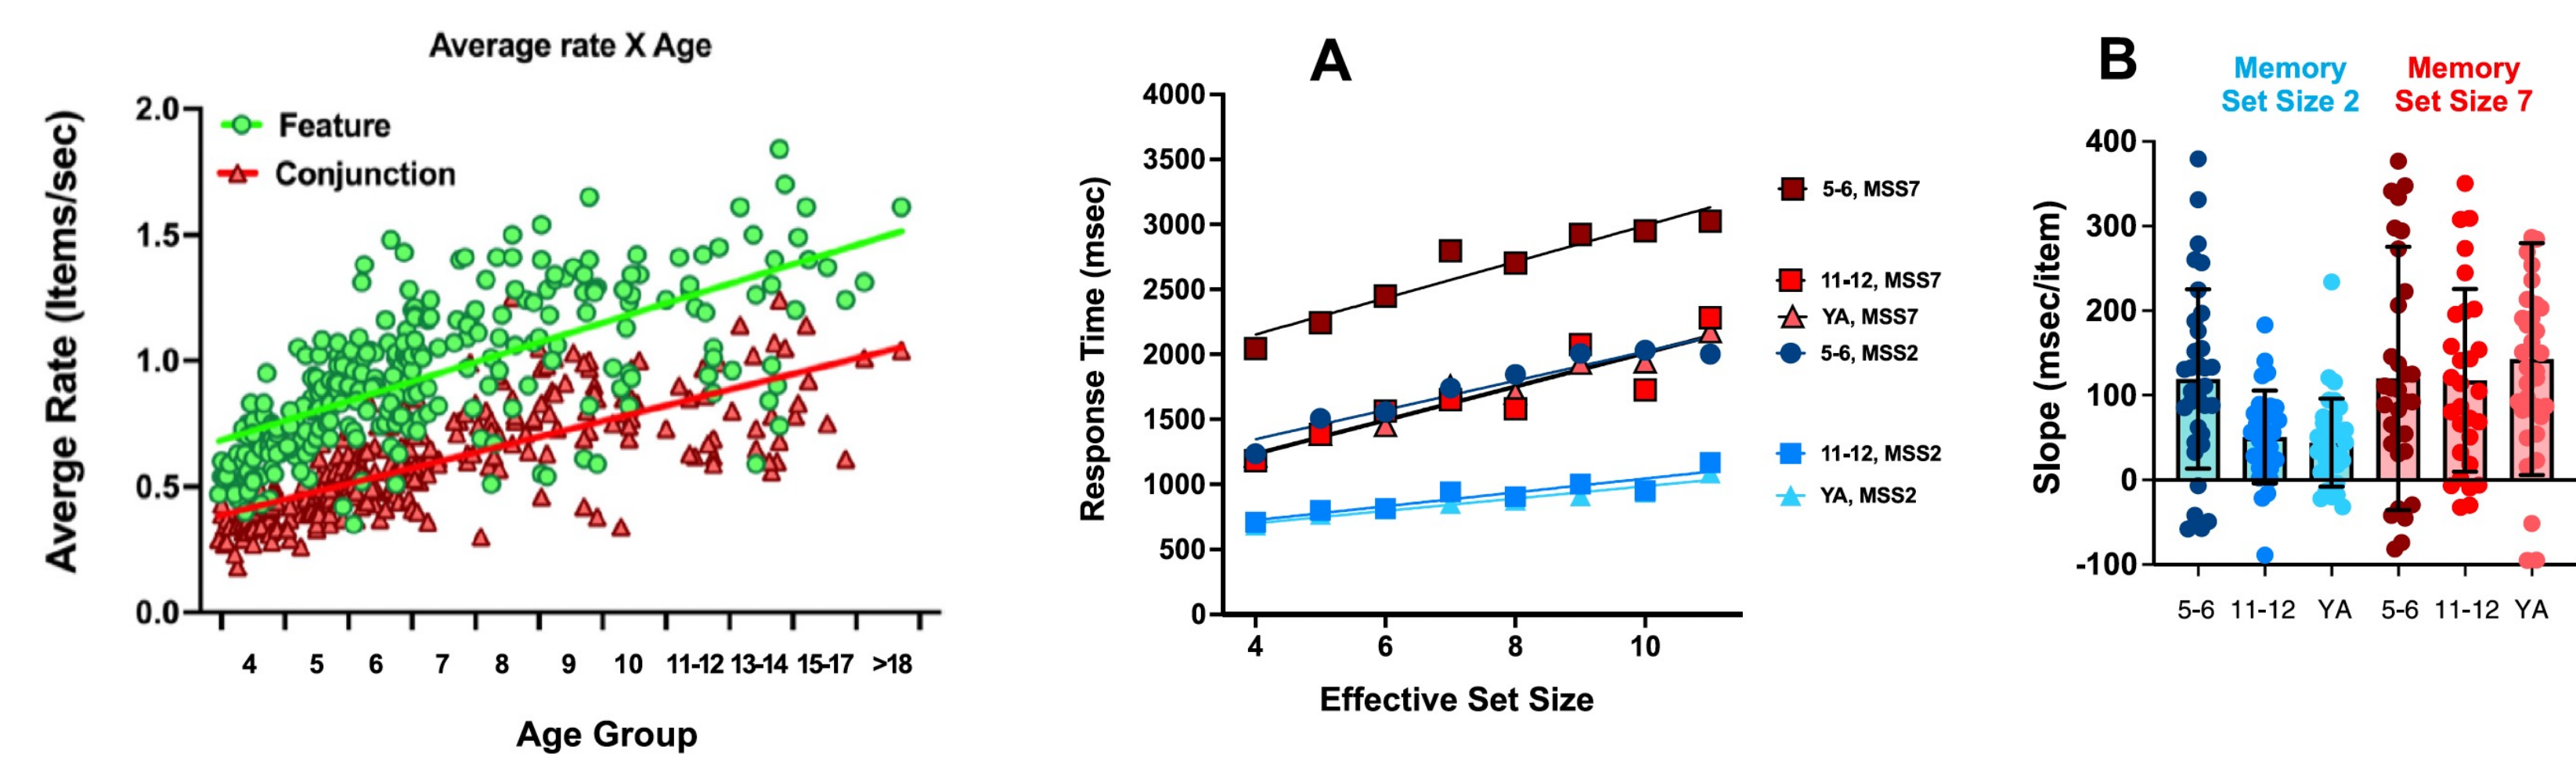 Average rate X Age
Averge Rate (Items/sec)
2.0
1.5
1.0
0.5
0.0
Feature
Conjunction
4 5 6 7 8 9 10 11-12 13-14 15-17 >18
Age Group
A
Response Time (msec)
4000
3500
3000
2500
2000
1500
1000
500
0
4 6 8 10
Effective Set Size
5-6, MSS7
11-12, MSS7
YA, MSS7
5-6, MSS2
11-12, MSS2
YA, MSS2
B
Memory
Set Size 2
Memory
Set Size 7
Slope (msec/item)
400
300
200
100
0
-100
5-6 11-12 YA 5-6 11-12 YA